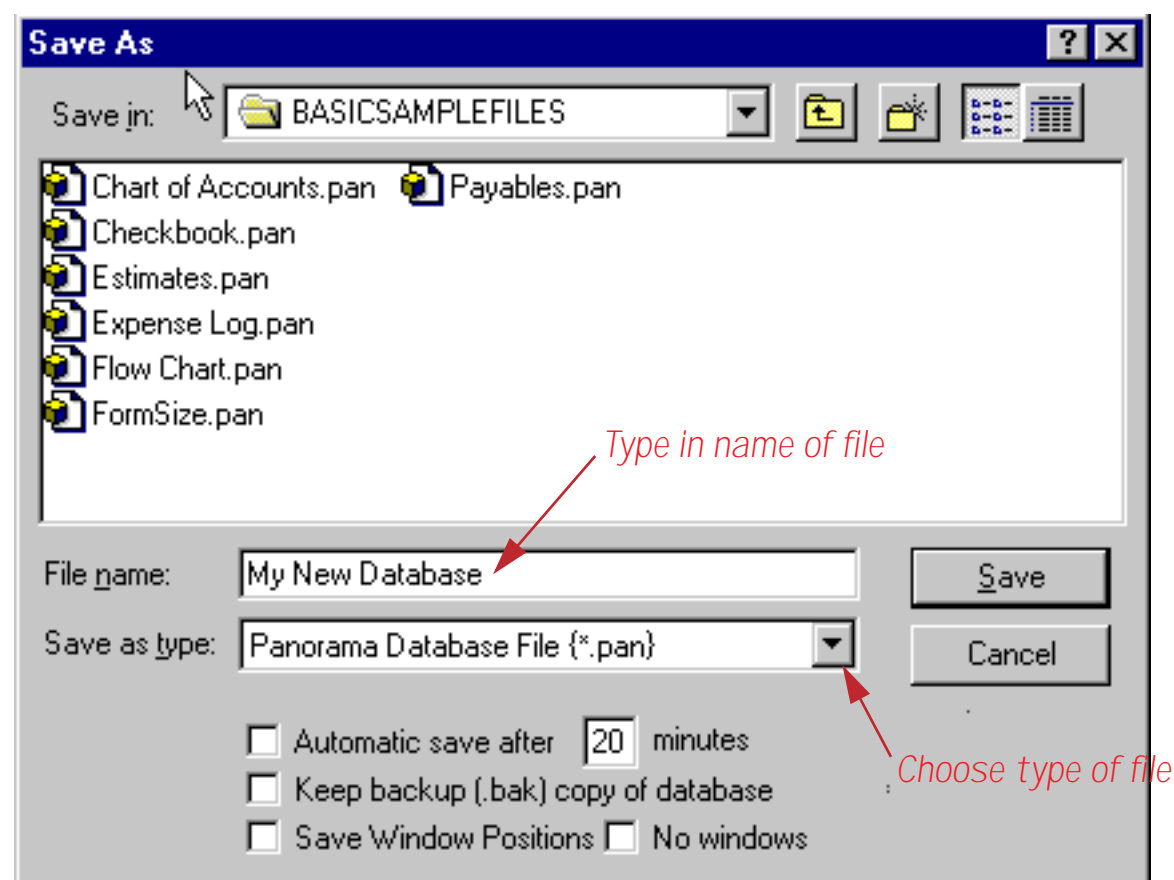 Save As
Save in: BASICSAMPLEFILES
Chart of Accounts.pan Payables.pan
Checkbook.pan
Estimates.pan
Expense Log.pan
Flow Chart.pan
FormSize.pan
Type in name of file
File name: My New Database Save
Save as type: Panorama Database File {*.pan} Cancel
Automatic save after 20 minutes
Choose type of file
Keep backup (.bak) copy of database
Save Window Positions No windows